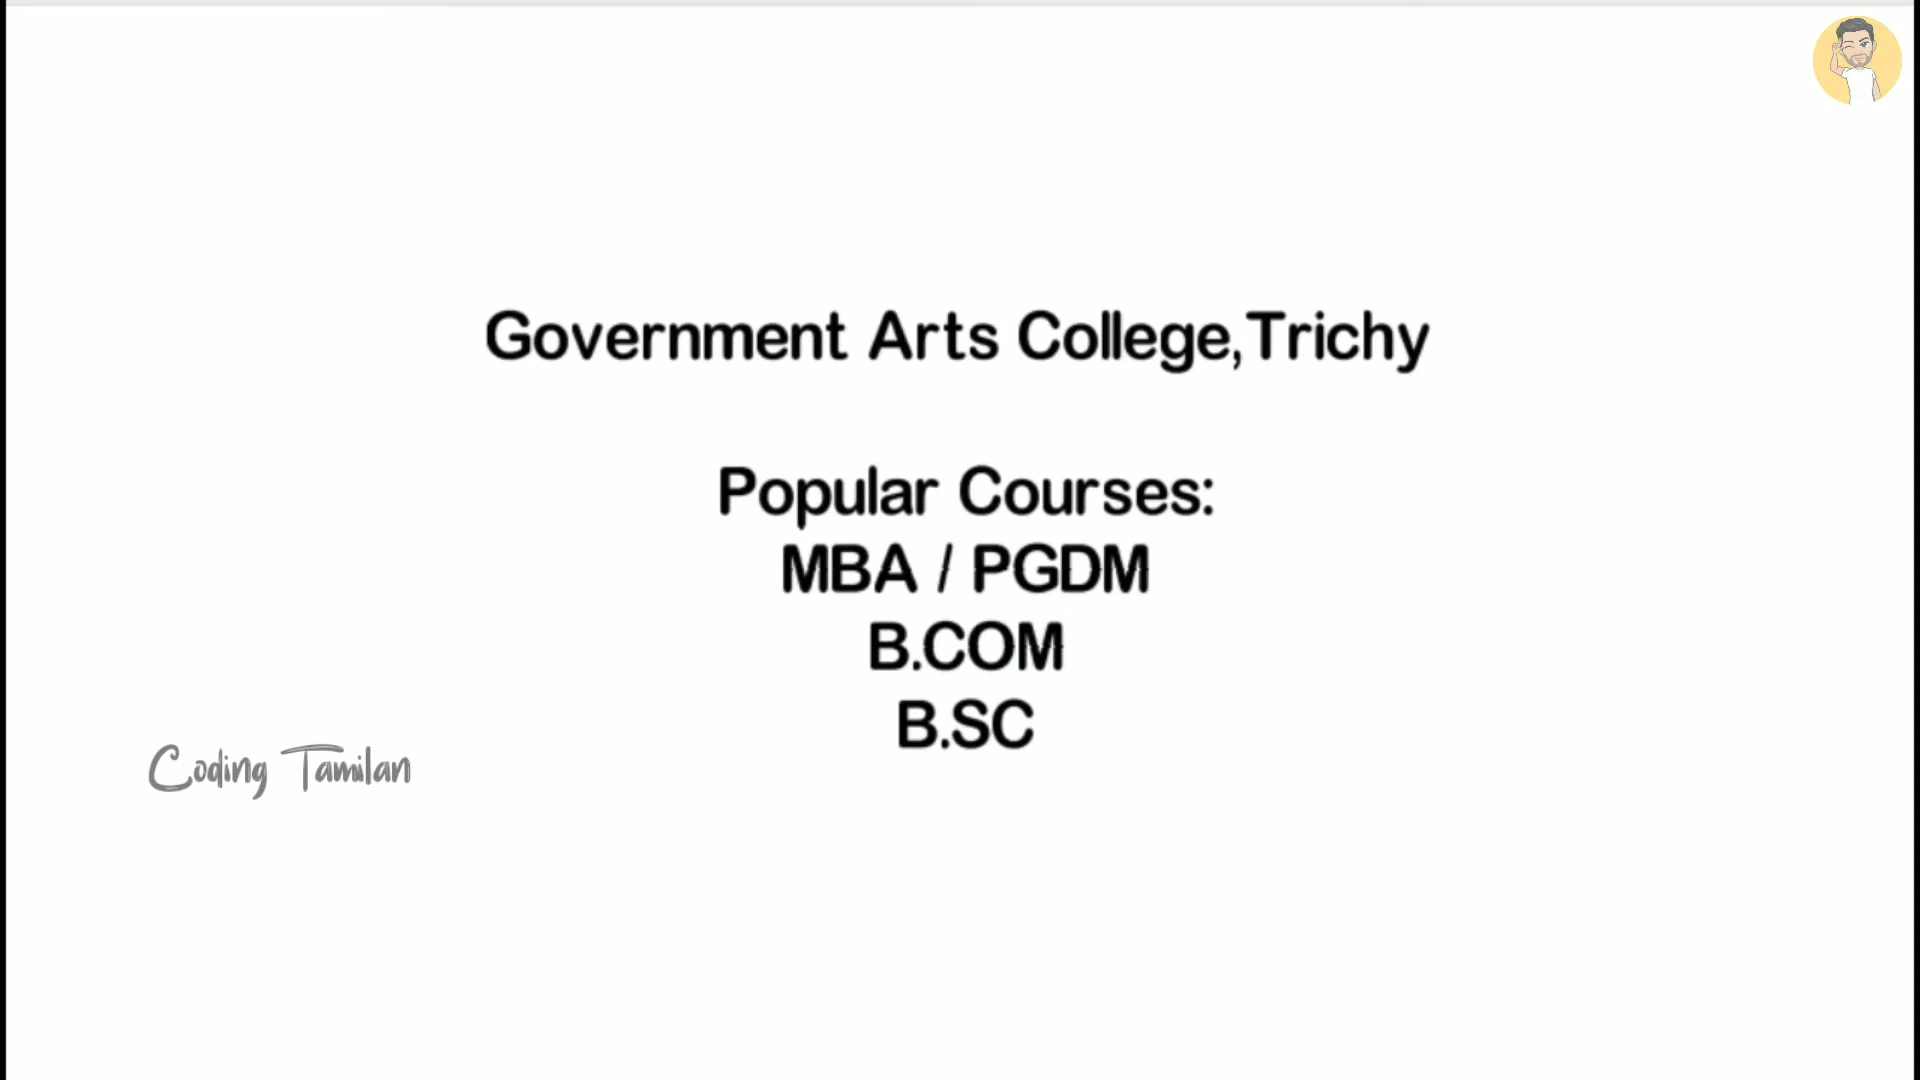 Government Arts College,Trichy
Popular Courses:
MBA / PGDM
B.COM
B.SC
Coding Tamilan